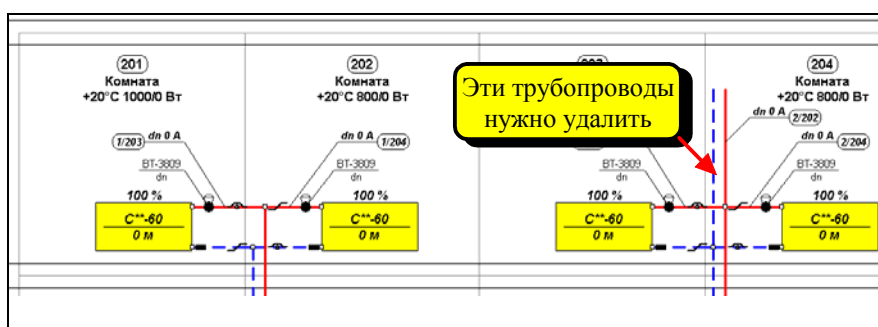 201
Комната
+20°C 1000/0 Вт
202
Комната
+20°C 800/0 Вт
204
Комната
+20°C 800/0 Вт
Эти трубопроводы
нужно удалить
1/203 dn 0 A
dn 0 A 1/204
dn 0 A 2/202
dn 0 A 2/204
ВТ-3809
dn
ВТ-3809
dn
ВТ-3809
dn
ВТ-3809
dn
100 %
100 %
100 %
100 %
C**-60
0 м
C**-60
0 м
C**-60
0 м
C**-60
0 м